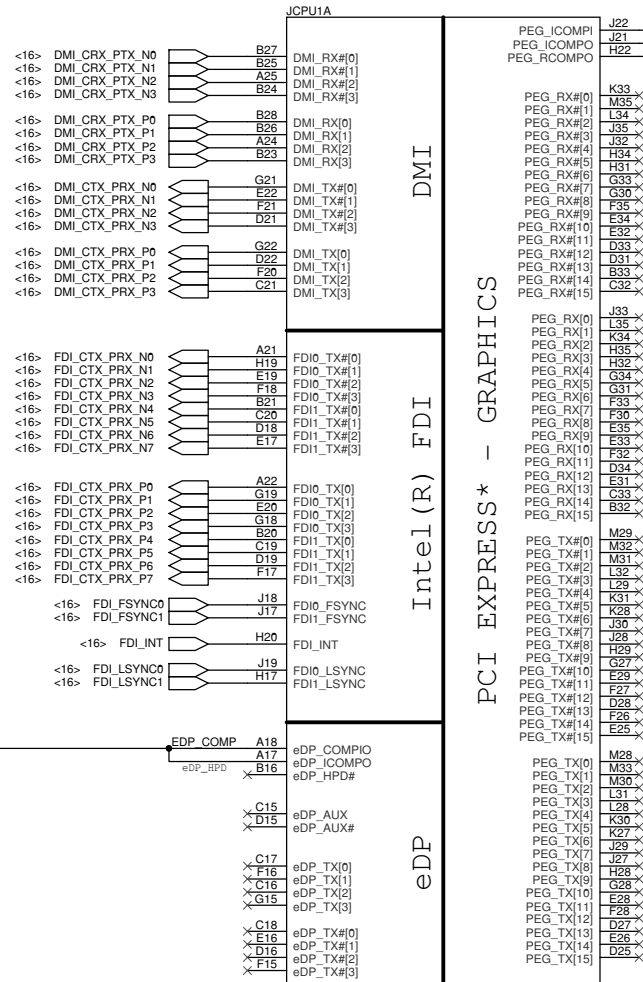 JCPU1A
<16> DMI_CRX_PTX_N0 B27 DMI_RX#[0]
<16> DMI_CRX_PTX_N1 B25 DMI_RX#[1]
<16> DMI_CRX_PTX_N2 A25 DMI_RX#[2]
<16> DMI_CRX_PTX_N3 B24 DMI_RX#[3]
<16> DMI_CRX_PTX_P0 B28 DMI_RX[0]
<16> DMI_CRX_PTX_P1 B26 DMI_RX[1]
<16> DMI_CRX_PTX_P2 A24 DMI_RX[2]
<16> DMI_CRX_PTX_P3 B23 DMI_RX[3]
<16> DMI_CTX_PRX_N0 G21 DMI_TX#[0]
<16> DMI_CTX_PRX_N1 E22 DMI_TX#[1]
<16> DMI_CTX_PRX_N2 F21 DMI_TX#[2]
<16> DMI_CTX_PRX_N3 D21 DMI_TX#[3]
<16> DMI_CTX_PRX_P0 G22 DMI_TX[0]
<16> DMI_CTX_PRX_P1 D22 DMI_TX[1]
<16> DMI_CTX_PRX_P2 F20 DMI_TX[2]
<16> DMI_CTX_PRX_P3 C21 DMI_TX[3]
DMI
<16> FDI_CTX_PRX_N0 A21 FDI0_TX#[0]
<16> FDI_CTX_PRX_N1 H19 FDI0_TX#[1]
<16> FDI_CTX_PRX_N2 E19 FDI0_TX#[2]
<16> FDI_CTX_PRX_N3 F18 FDI0_TX#[3]
<16> FDI_CTX_PRX_N4 B21 FDI1_TX#[0]
<16> FDI_CTX_PRX_N5 C20 FDI1_TX#[1]
<16> FDI_CTX_PRX_N6 D18 FDI1_TX#[2]
<16> FDI_CTX_PRX_N7 E17 FDI1_TX#[3]
<16> FDI_CTX_PRX_P0 A22 FDI0_TX[0]
<16> FDI_CTX_PRX_P1 G19 FDI0_TX[1]
<16> FDI_CTX_PRX_P2 E20 FDI0_TX[2]
<16> FDI_CTX_PRX_P3 G18 FDI0_TX[3]
<16> FDI_CTX_PRX_P4 B20 FDI1_TX[0]
<16> FDI_CTX_PRX_P5 C19 FDI1_TX[1]
<16> FDI_CTX_PRX_P6 D19 FDI1_TX[2]
<16> FDI_CTX_PRX_P7 F17 FDI1_TX[3]
<16> FDI_FSYNC0 J18 FDI0_FSYNC
<16> FDI_FSYNC1 J17 FDI1_FSYNC
<16> FDI_INT H20 FDI_INT
<16> FDI_LSYNC0 J19 FDI0_LSYNC
<16> FDI_LSYNC1 H17 FDI1_LSYNC
Intel(R) FDI
EDP_COMP A18 eDP_COMPIO
A17 eDP_ICOMPO
eDP_HPD B16 eDP_HPD#
C15 eDP_AUX
D15 eDP_AUX#
C17 eDP_TX[0]
F16 eDP_TX[1]
C16 eDP_TX[2]
G15 eDP_TX[3]
C18 eDP_TX#[0]
E16 eDP_TX#[1]
D16 eDP_TX#[2]
F15 eDP_TX#[3]
eDP
PCI EXPRESS* - GRAPHICS
PEG_ICOMPI J22
PEG_ICOMPO J21
PEG_RCOMPO H22
PEG_RX#[0] K33
PEG_RX#[1] M35
PEG_RX#[2] L34
PEG_RX#[3] J35
PEG_RX#[4] J32
PEG_RX#[5] H34
PEG_RX#[6] H31
PEG_RX#[7] G33
PEG_RX#[8] G30
PEG_RX#[9] F35
PEG_RX#[10] E34
PEG_RX#[11] E32
PEG_RX#[12] D33
PEG_RX#[13] D31
PEG_RX#[14] B33
PEG_RX#[15] C32
PEG_RX[0] J33
PEG_RX[1] L35
PEG_RX[2] K34
PEG_RX[3] H35
PEG_RX[4] H32
PEG_RX[5] G34
PEG_RX[6] G31
PEG_RX[7] F33
PEG_RX[8] F30
PEG_RX[9] E35
PEG_RX[10] E33
PEG_RX[11] F32
PEG_RX[12] D34
PEG_RX[13] E31
PEG_RX[14] C33
PEG_RX[15] B32
PEG_TX#[0] M29
PEG_TX#[1] M32
PEG_TX#[2] M31
PEG_TX#[3] L32
PEG_TX#[4] L29
PEG_TX#[5] K31
PEG_TX#[6] K28
PEG_TX#[7] J30
PEG_TX#[8] J28
PEG_TX#[9] H29
PEG_TX#[10] G27
PEG_TX#[11] E29
PEG_TX#[12] F27
PEG_TX#[13] D28
PEG_TX#[14] F26
PEG_TX#[15] E25
PEG_TX[0] M28
PEG_TX[1] M33
PEG_TX[2] M30
PEG_TX[3] L31
PEG_TX[4] L28
PEG_TX[5] K30
PEG_TX[6] K27
PEG_TX[7] J29
PEG_TX[8] J27
PEG_TX[9] H28
PEG_TX[10] G28
PEG_TX[11] E28
PEG_TX[12] F28
PEG_TX[13] D27
PEG_TX[14] E26
PEG_TX[15] D25